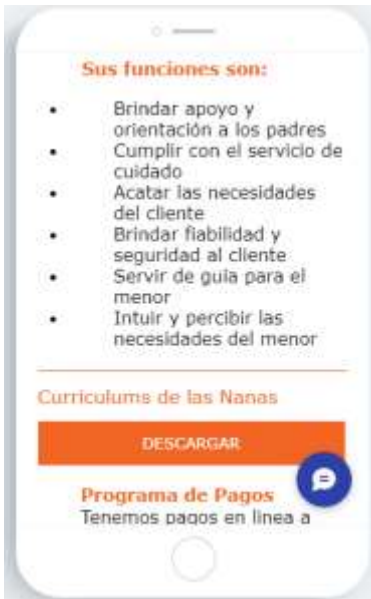 Sus funciones son:
• Brindar apoyo y
orientación a los padres
• Cumplir con el servicio de
cuidado
• Acatar las necesidades
del cliente
• Brindar fiabilidad y
seguridad al cliente
• Servir de guia para el
menor
• Intuir y percibir las
necesidades del menor
Curriculums de las Nanas
DESCARGAR
Programa de Pagos
Tenemos pagos en linea a